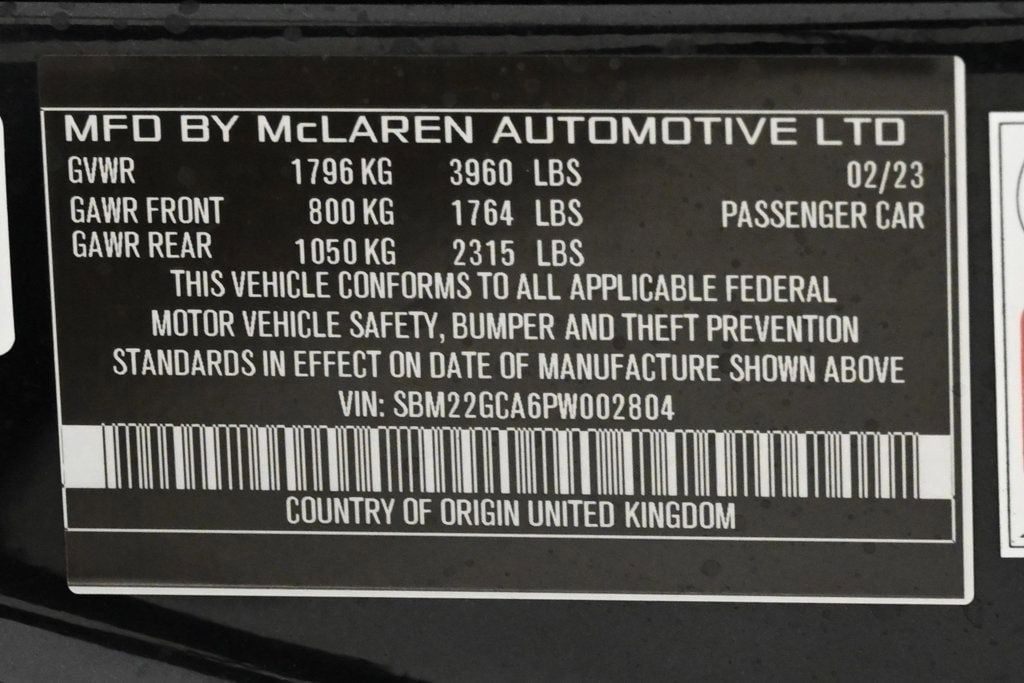 MFD BY McLAREN AUTOMOTIVE LTD
GVWR 1796 KG 3960 LBS 02/23
GAWR FRONT 800 KG 1764 LBS PASSENGER CAR
GAWR REAR 1050 KG 2315 LBS
THIS VEHICLE CONFORMS TO ALL APPLICABLE FEDERAL
MOTOR VEHICLE SAFETY, BUMPER AND THEFT PREVENTION
STANDARDS IN EFFECT ON DATE OF MANUFACTURE SHOWN ABOVE
VIN: SBM22GCA6PW002804
COUNTRY OF ORIGIN UNITED KINGDOM